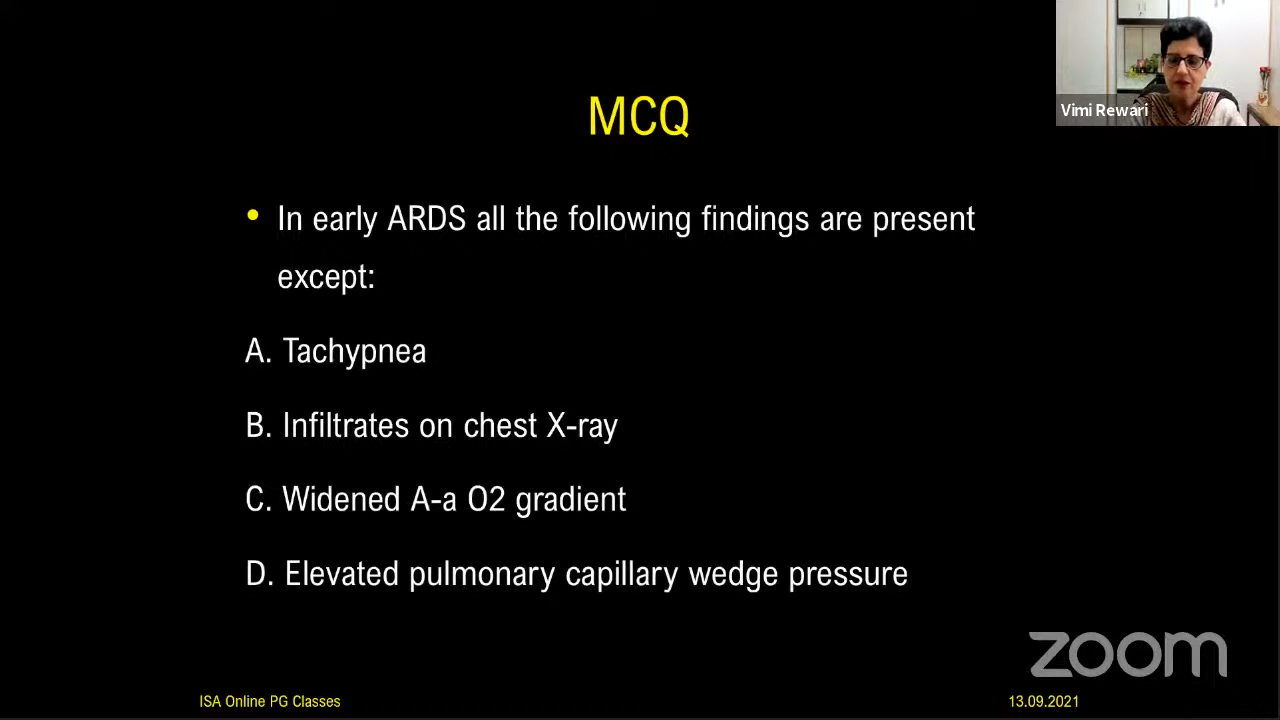 Vimi Rewari
MCQ
• In early ARDS all the following findings are present
except:
A. Tachypnea
B. Infiltrates on chest X-ray
C. Widened A-a O2 gradient
D. Elevated pulmonary capillary wedge pressure
zoom
ISA Online PG Classes
13.09.2021